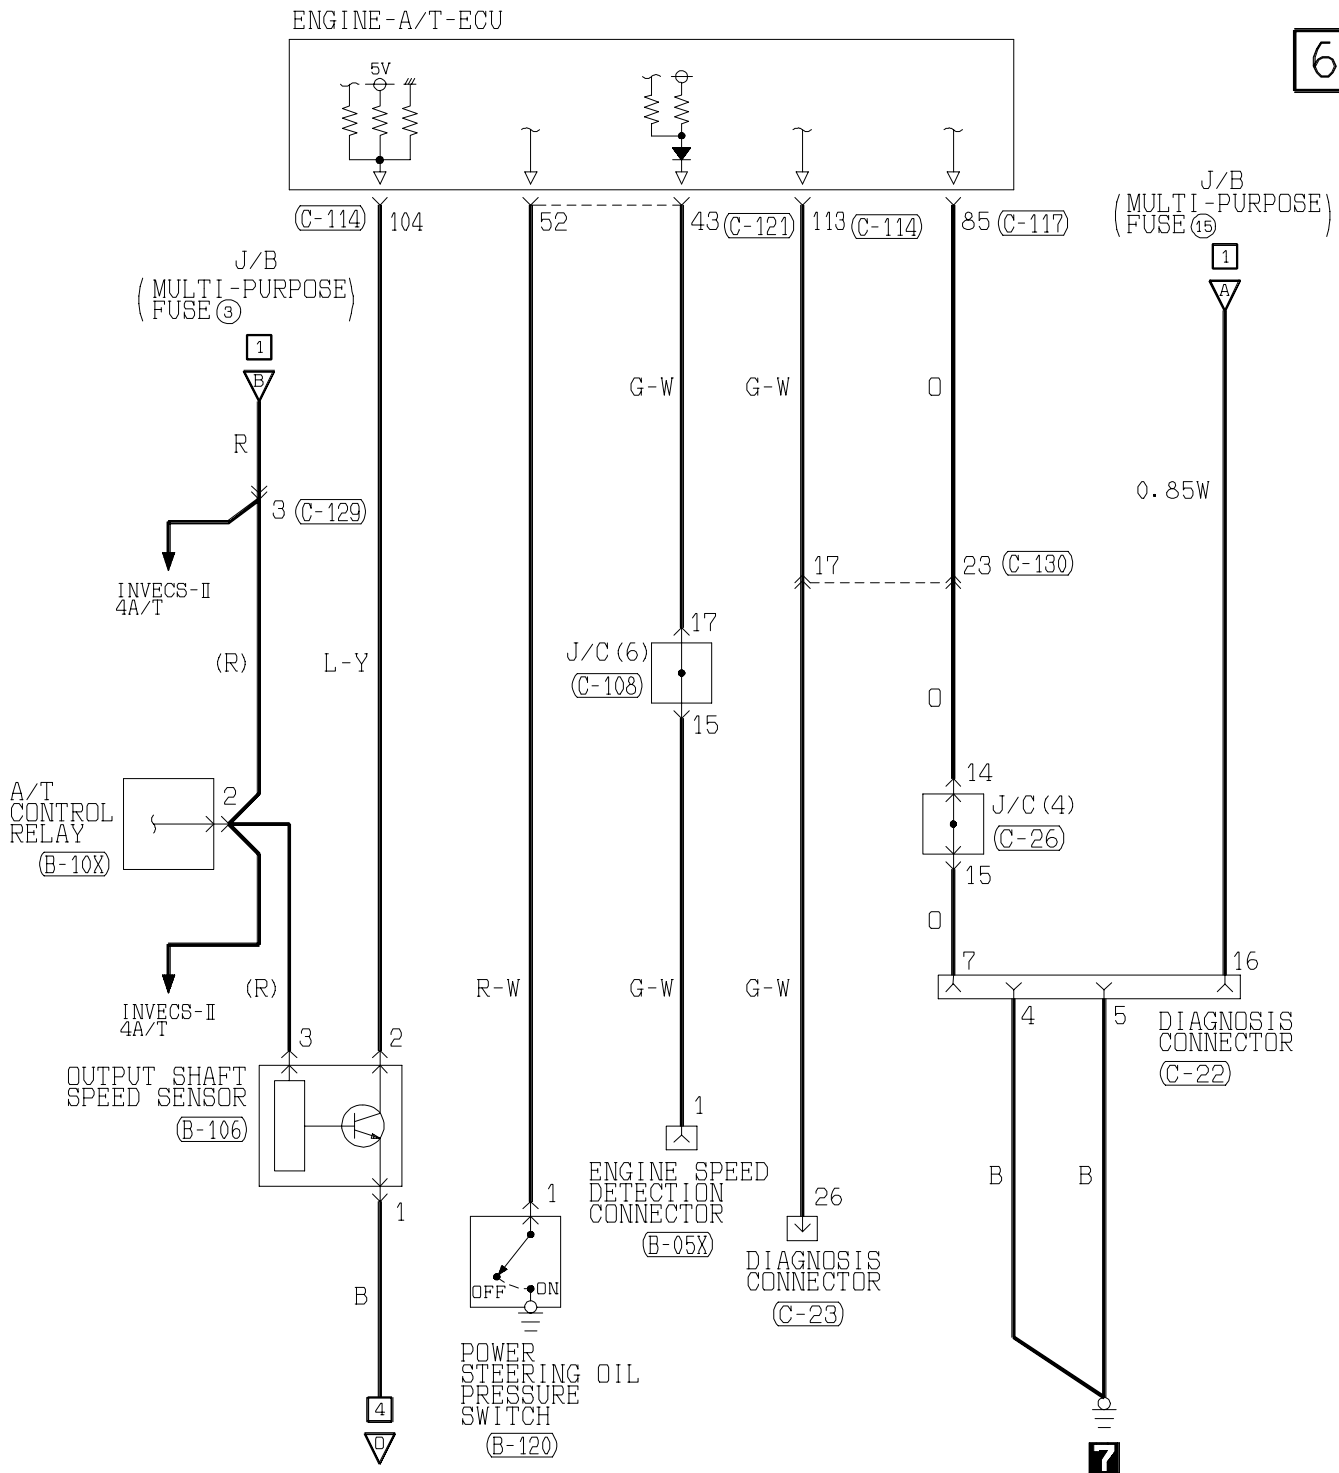 ENGINE-A/T-ECU
6
5V
J/B
(MULTI-PURPOSE)
FUSE 15
1
A
(C-114)
104
52
43
(C-121)
113
(C-114)
85
(C-117)
J/B
(MULTI-PURPOSE)
FUSE 3
1
B
G-W
G-W
O
R
0.85W
3
(C-129)
17
23
(C-130)
INVECS-II
4A/T
17
J/C(6)
(C-108)
(R)
L-Y
O
15
14
A/T
CONTROL
RELAY
(B-10X)
2
J/C(4)
(C-26)
15
O
7
16
(R)
R-W
G-W
G-W
INVECS-II
4A/T
4
5
DIAGNOSIS
CONNECTOR
(C-22)
3
2
OUTPUT SHAFT
SPEED SENSOR
(B-106)
1
ENGINE SPEED
DETECTION
CONNECTOR
(B-05X)
B
B
1
1
26
DIAGNOSIS
CONNECTOR
(C-23)
OFF
ON
B
POWER
STEERING OIL
PRESSURE
SWITCH
(B-120)
4
O
7